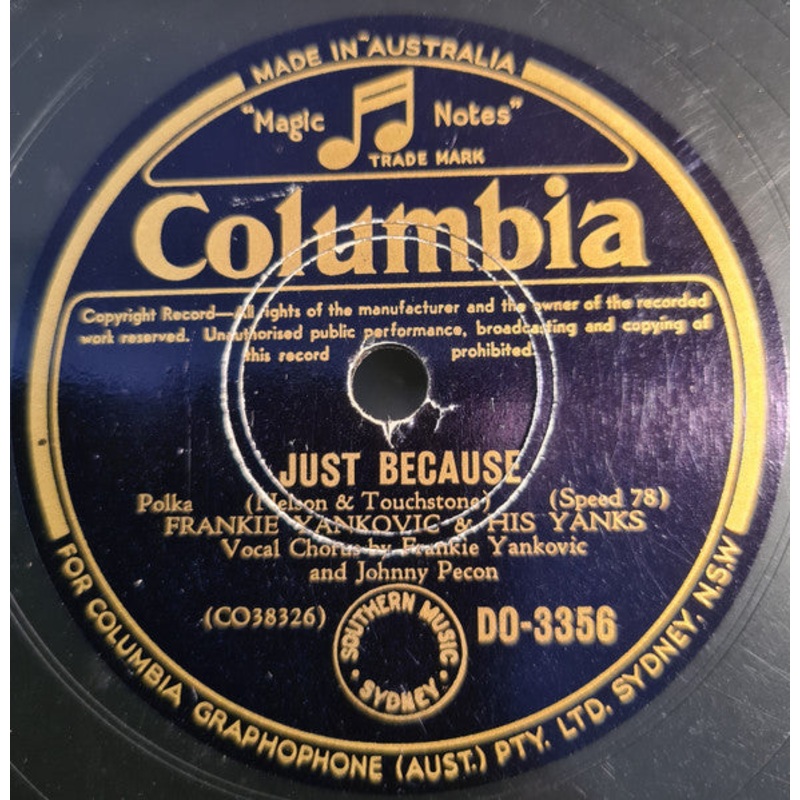 MADE IN AUSTRALIA
"Magic Notes"
TRADE MARK
Columbia
Copyright Record—All rights of the manufacturer and the owner of the recorded
work reserved. Unauthorised public performance, broadcasting and copying of
this record prohibited.
JUST BECAUSE
Polka (Nelson & Touchstone) (Speed 78)
FRANKIE YANKOVIC & HIS YANKS
Vocal Chorus by Frankie Yankovic
and Johnny Pecon
(CO38326) SOUTHERN MUSIC · SYDNEY · DO-3356
FOR COLUMBIA GRAPHOPHONE (AUST.) PTY. LTD. SYDNEY, N.S.W